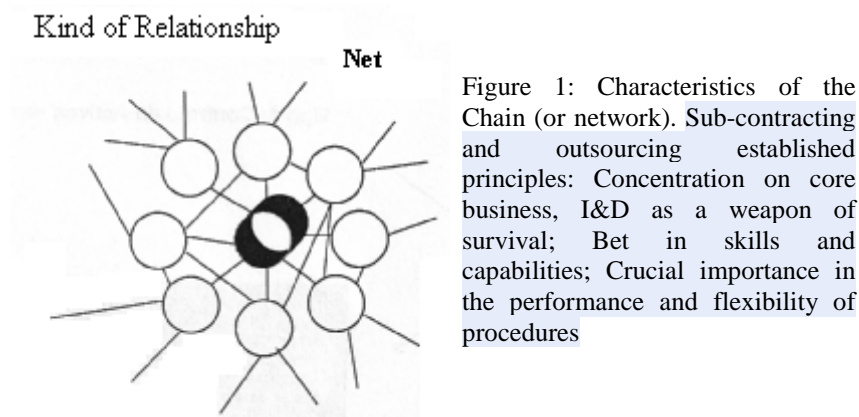 Kind of Relationship
Net
Figure 1: Characteristics of the
Chain (or network). Sub-contracting
and outsourcing established
principles: Concentration on core
business, I&D as a weapon of
survival; Bet in skills and
capabilities; Crucial importance in
the performance and flexibility of
procedures